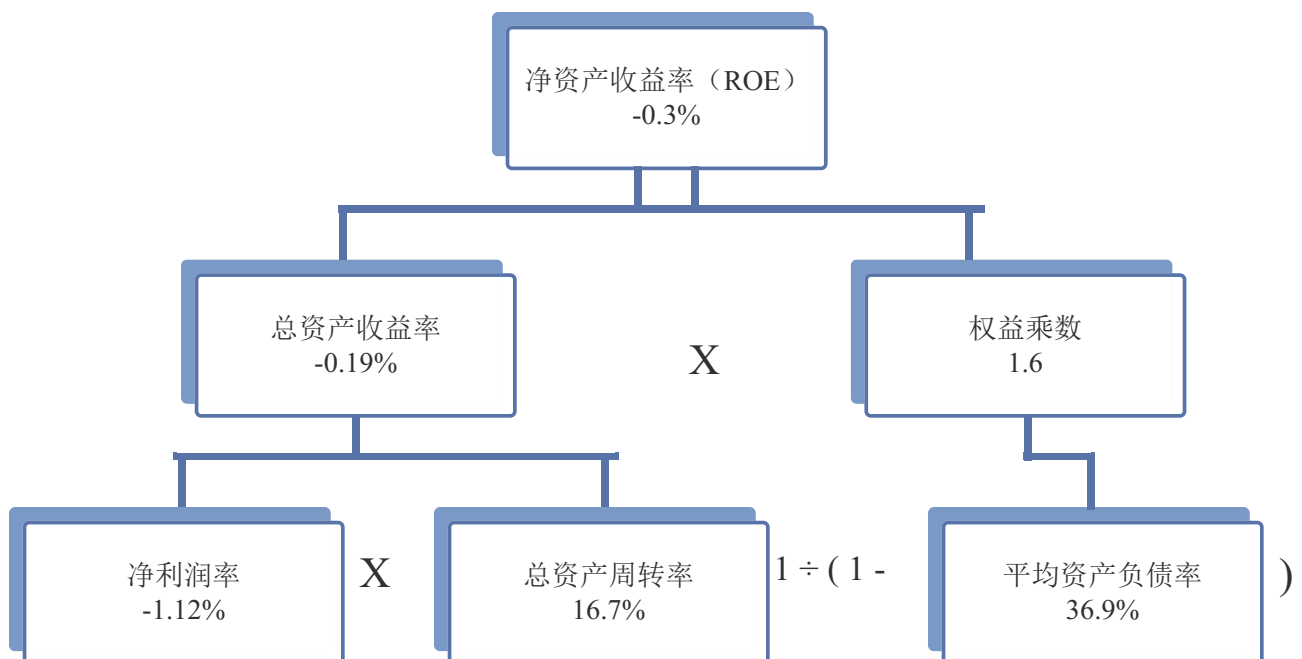 净资产收益率（ROE）
-0.3%
总资产收益率
-0.19%
X
权益乘数
1.6
净利润率
-1.12%
X
总资产周转率
16.7%
1 ÷ ( 1 -
平均资产负债率
36.9%
)